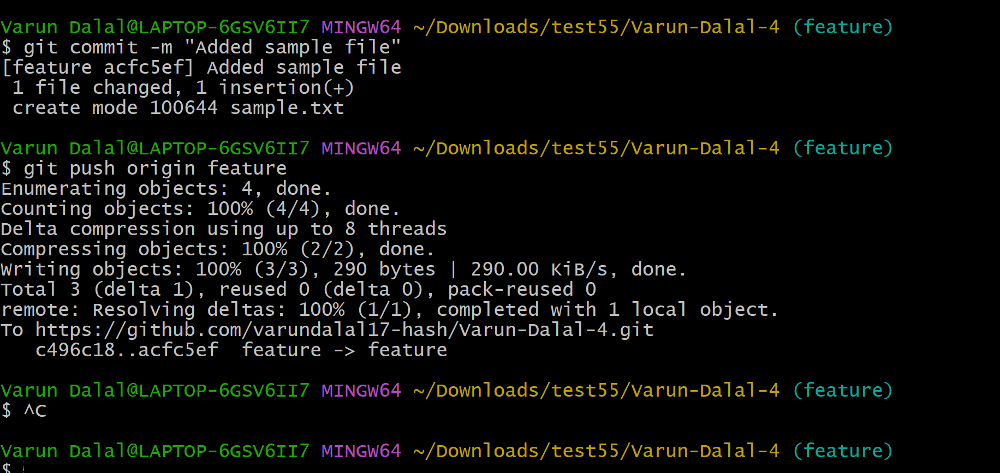 Varun Dalal@LAPTOP-6GSV6II7 MINGW64 ~/Downloads/test55/Varun-Dalal-4 (feature)
$ git commit -m "Added sample file"
[feature acfc5ef] Added sample file
 1 file changed, 1 insertion(+)
 create mode 100644 sample.txt
Varun Dalal@LAPTOP-6GSV6II7 MINGW64 ~/Downloads/test55/Varun-Dalal-4 (feature)
$ git push origin feature
Enumerating objects: 4, done.
Counting objects: 100% (4/4), done.
Delta compression using up to 8 threads
Compressing objects: 100% (2/2), done.
Writing objects: 100% (3/3), 290 bytes | 290.00 KiB/s, done.
Total 3 (delta 1), reused 0 (delta 0), pack-reused 0
remote: Resolving deltas: 100% (1/1), completed with 1 local object.
To https://github.com/varundalal17-hash/Varun-Dalal-4.git
   c496c18..acfc5ef  feature -> feature
Varun Dalal@LAPTOP-6GSV6II7 MINGW64 ~/Downloads/test55/Varun-Dalal-4 (feature)
$ ^C
Varun Dalal@LAPTOP-6GSV6II7 MINGW64 ~/Downloads/test55/Varun-Dalal-4 (feature)
$